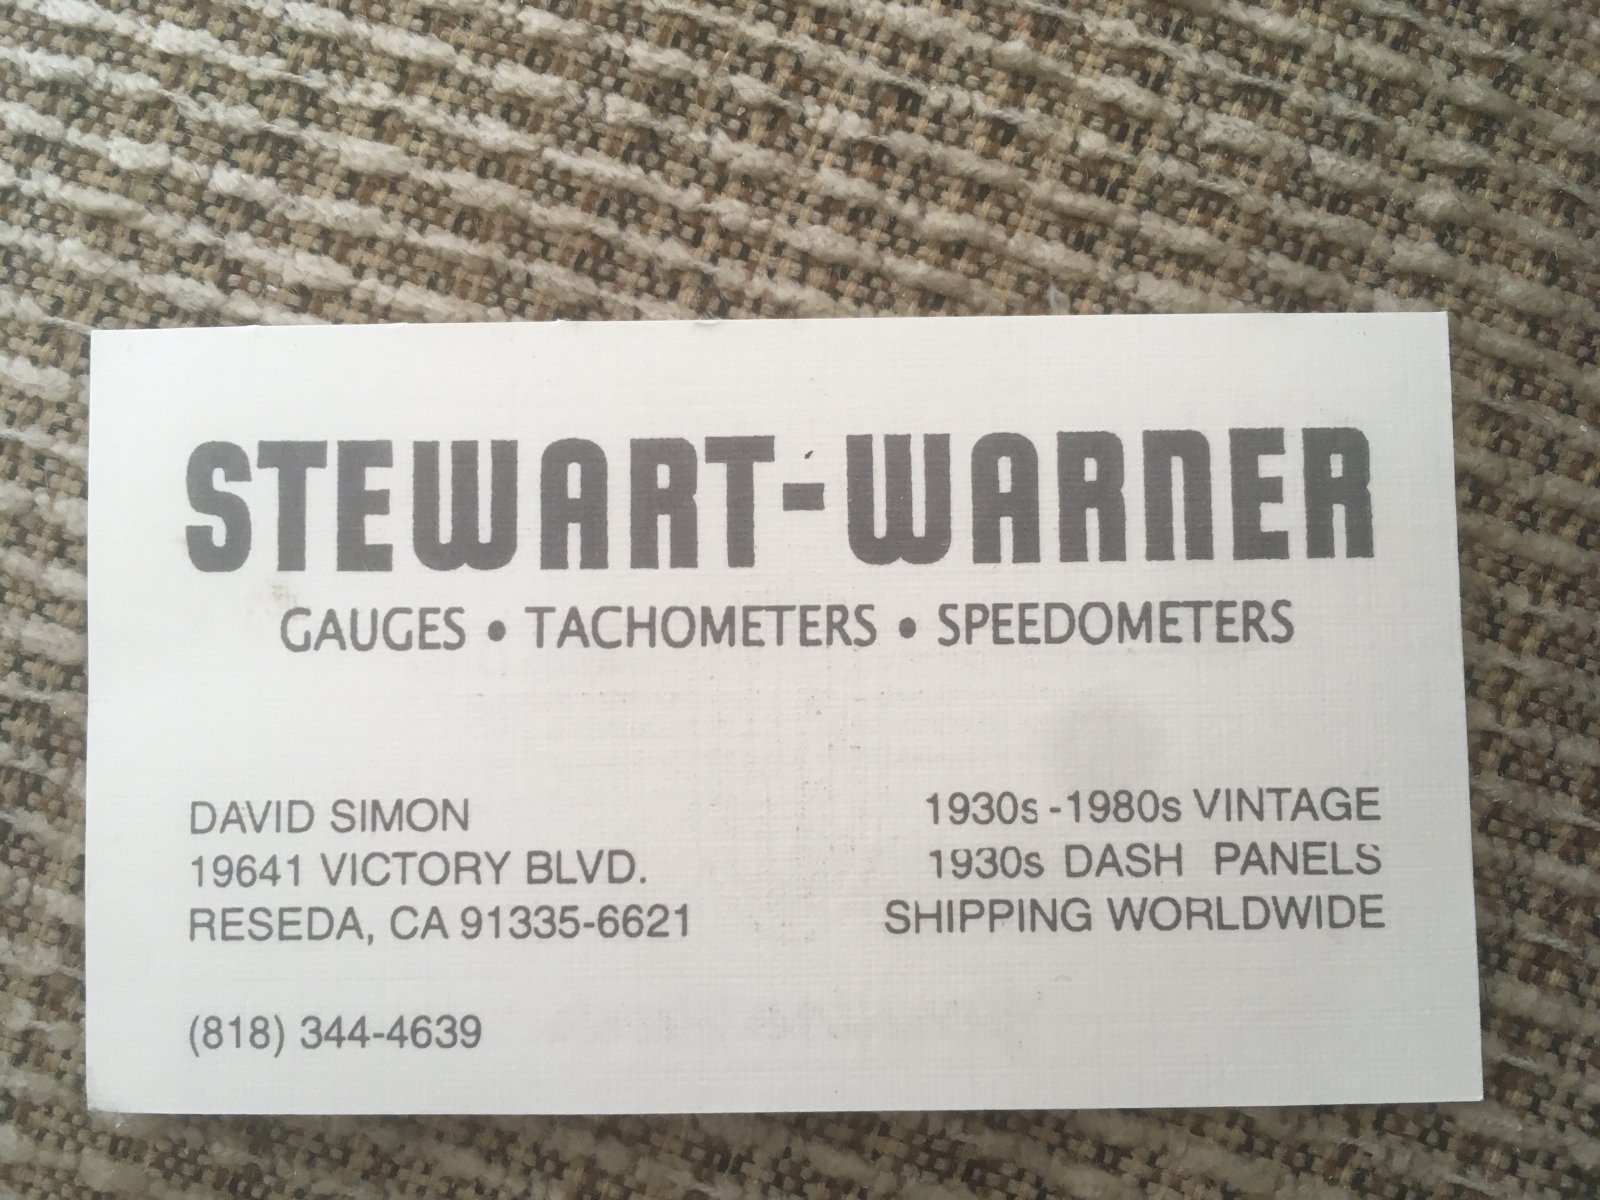 STEWART-WARNER
GAUGES • TACHOMETERS • SPEEDOMETERS
DAVID SIMON
19641 VICTORY BLVD.
RESEDA, CA 91335-6621
(818) 344-4639
1930s -1980s VINTAGE
1930s DASH PANELS
SHIPPING WORLDWIDE